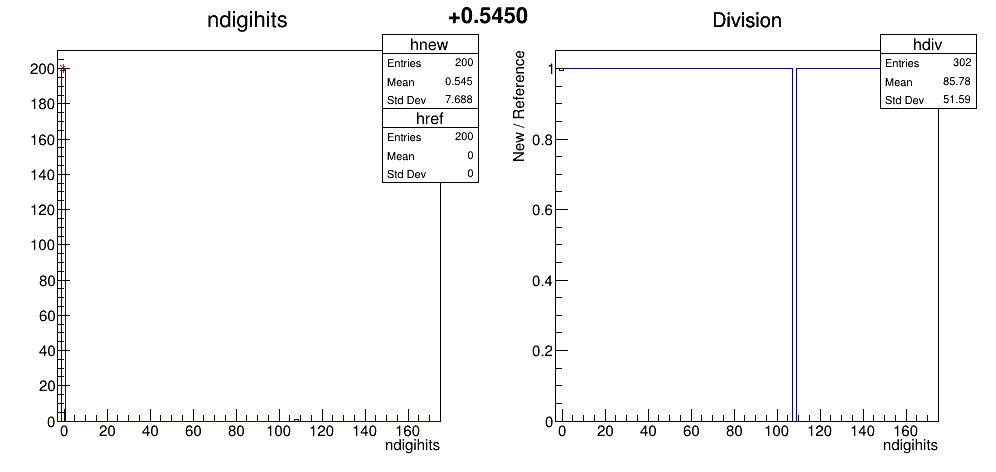 +0.5450
ndigihits
hnew
Entries 200
Mean 0.545
Std Dev 7.688
href
Entries 200
Mean 0
Std Dev 0
200
180
160
140
120
100
80
60
40
20
0
0 20 40 60 80 100 120 140 160
ndigihits
Division
hdiv
Entries 302
Mean 85.78
Std Dev 51.59
New / Reference
1
0.8
0.6
0.4
0.2
0
0 20 40 60 80 100 120 140 160
ndigihits